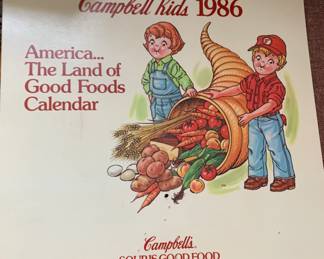 Campbell Kids 1986
America...
The Land of
Good Foods
Calendar
Campbell's
SOUP IS GOOD FOOD